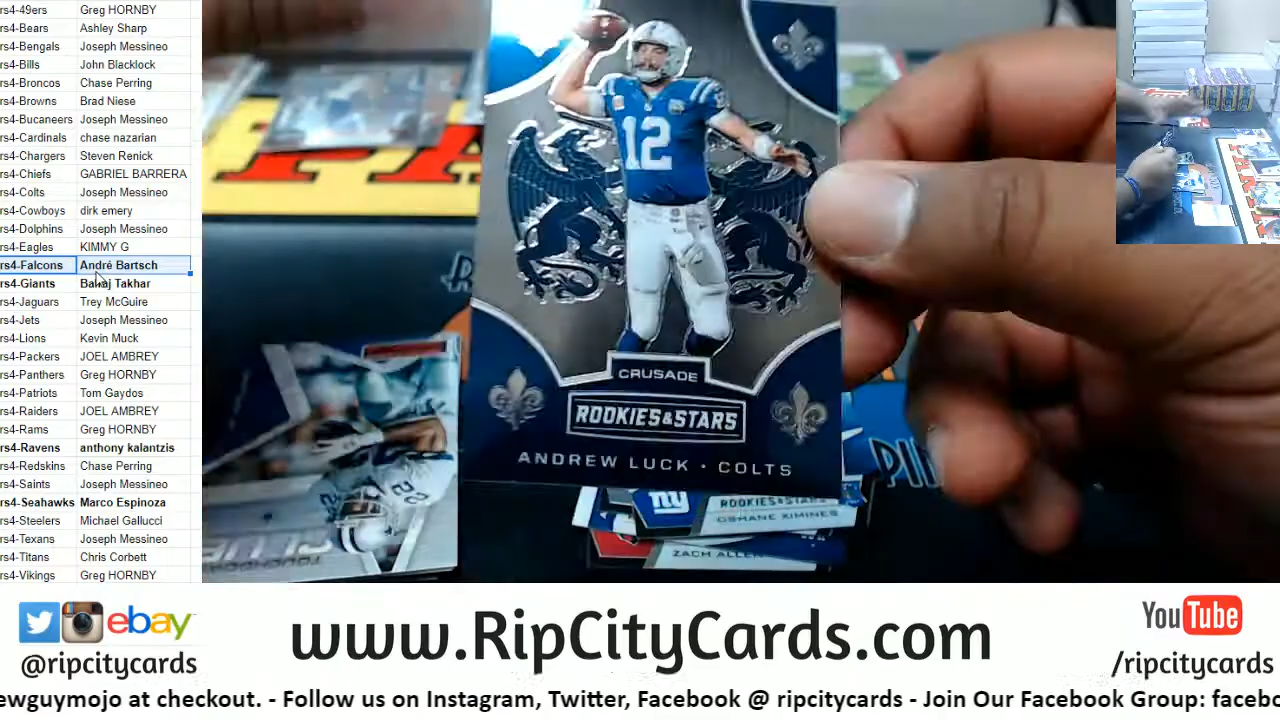 rs4-49ers Greg HORNBY
rs4-Bears Ashley Sharp
rs4-Bengals Joseph Messineo
rs4-Bills John Blacklock
rs4-Broncos Chase Perring
rs4-Browns Brad Niese
rs4-Bucaneers Joseph Messineo
rs4-Cardinals chase nazarian
rs4-Chargers Steven Renick
rs4-Chiefs GABRIEL BARRERA
rs4-Colts Joseph Messineo
rs4-Cowboys dirk emery
rs4-Dolphins Joseph Messineo
rs4-Eagles KIMMY G
rs4-Falcons André Bartsch
rs4-Giants Takhar
rs4-Jaguars Trey McGuire
rs4-Jets Joseph Messineo
rs4-Lions Kevin Muck
rs4-Packers JOEL AMBREY
rs4-Panthers Greg HORNBY
rs4-Patriots Tom Gaydos
rs4-Raiders JOEL AMBREY
rs4-Rams Greg HORNBY
rs4-Ravens anthony kalantzis
rs4-Redskins Chase Perring
rs4-Saints Joseph Messineo
rs4-Seahawks Marco Espinoza
rs4-Steelers Michael Gallucci
rs4-Texans Joseph Messineo
rs4-Titans Chris Corbett
rs4-Vikings Greg HORNBY
12
CRUSADE
ROOKIES&STARS
ANDREW LUCK · COLTS
ny
ROOKIES&STARS
OSHANE XIMINES
ZACH ALLEN
22
ebay
@ripcitycards
www.RipCityCards.com
YouTube
/ripcitycards
ewguymojo at checkout. - Follow us on Instagram, Twitter, Facebook @ ripcitycards - Join Our Facebook Group: facebo